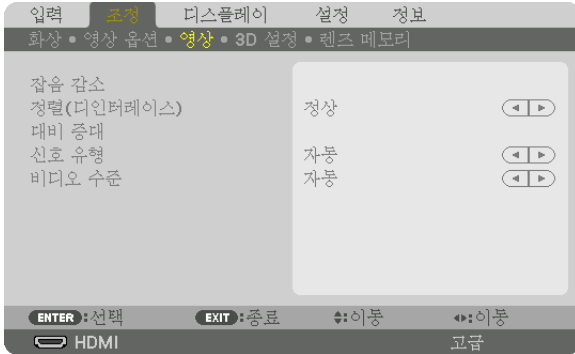 입력 조정 디스플레이 설정 정보
화상 • 영상 옵션 • 영상 • 3D 설정 • 렌즈 메모리
잡음 감소
정렬(디인터레이스) 정상
대비 증대
신호 유형 자동
비디오 수준 자동
ENTER :선택 EXIT :종료 :이동 :이동
HDMI 고급